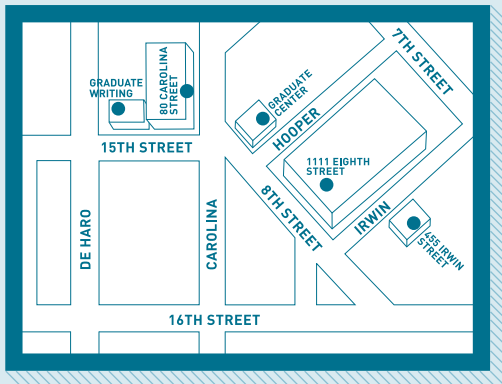 7TH STREET
GRADUATE
WRITING
80 CAROLINA
STREET
GRADUATE
CENTER
HOOPER
15TH STREET
1111 EIGHTH
STREET
8TH STREET
IRWIN
455 IRWIN
STREET
DE HARO
CAROLINA
16TH STREET